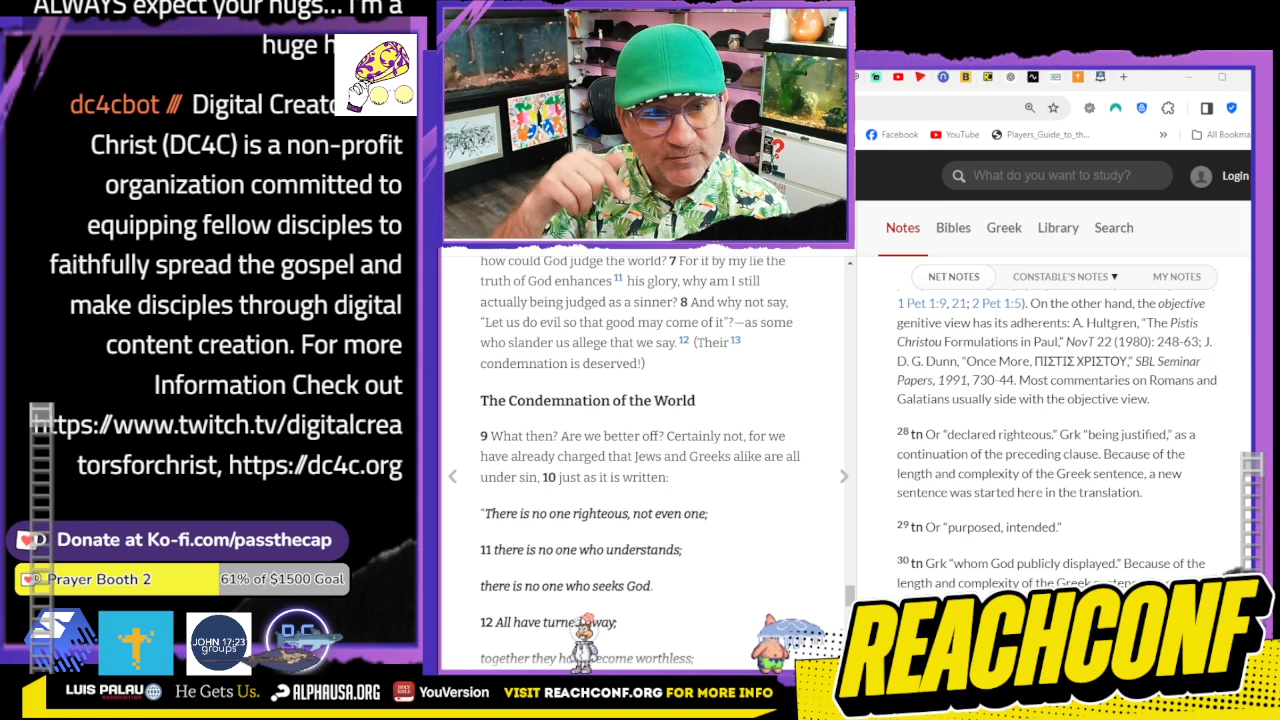 ALWAYS expect your hugs... I'm a
huge h
dc4cbot /// Digital Creato
Christ (DC4C) is a non-profit
organization committed to
equipping fellow disciples to
faithfully spread the gospel and
make disciples through digital
content creation. For more
Information Check out
https://www.twitch.tv/digitalcrea
torsforchrist, https://dc4c.org
Donate at Ko-fi.com/passthecap
Prayer Booth 2
61% of $1500 Goal
JOHN 17:23
groups
how could God judge the world? 7 For if by my lie the
truth of God enhances 11 his glory, why am I still
actually being judged as a sinner? 8 And why not say,
“Let us do evil so that good may come of it”?—as some
who slander us allege that we say. 12 (Their 13
condemnation is deserved!)
The Condemnation of the World
9 What then? Are we better off? Certainly not, for we
have already charged that Jews and Greeks alike are all
under sin, 10 just as it is written:
“There is no one righteous, not even one;
11 there is no one who understands;
there is no one who seeks God.
12 All have turned away;
together they have become worthless;
Facebook
YouTube
Players_Guide_to_th...
»
All Bookma
What do you want to study?
Login
Notes
Bibles
Greek
Library
Search
NET NOTES
CONSTABLE'S NOTES ▼
MY NOTES
1 Pet 1:9, 21; 2 Pet 1:5). On the other hand, the objective
genitive view has its adherents: A. Hultgren, “The Pistis
Christou Formulations in Paul,” NovT 22 (1980): 248-63; J.
D. G. Dunn, “Once More, ΠΙΣΤΙΣ ΧΡΙΣΤΟΥ,” SBL Seminar
Papers, 1991, 730-44. Most commentaries on Romans and
Galatians usually side with the objective view.
28 tn Or “declared righteous.” Grk “being justified,” as a
continuation of the preceding clause. Because of the
length and complexity of the Greek sentence, a new
sentence was started here in the translation.
29 tn Or “purposed, intended.”
30 tn Grk “whom God publicly displayed.” Because of the
length and complexity of the Greek sentence,
REACHCONF
LUIS PALAU
ASSOCIATION
He Gets Us.
ALPHAUSA.ORG
HOLY
BIBLE
YouVersion
VISIT REACHCONF.ORG FOR MORE INFO